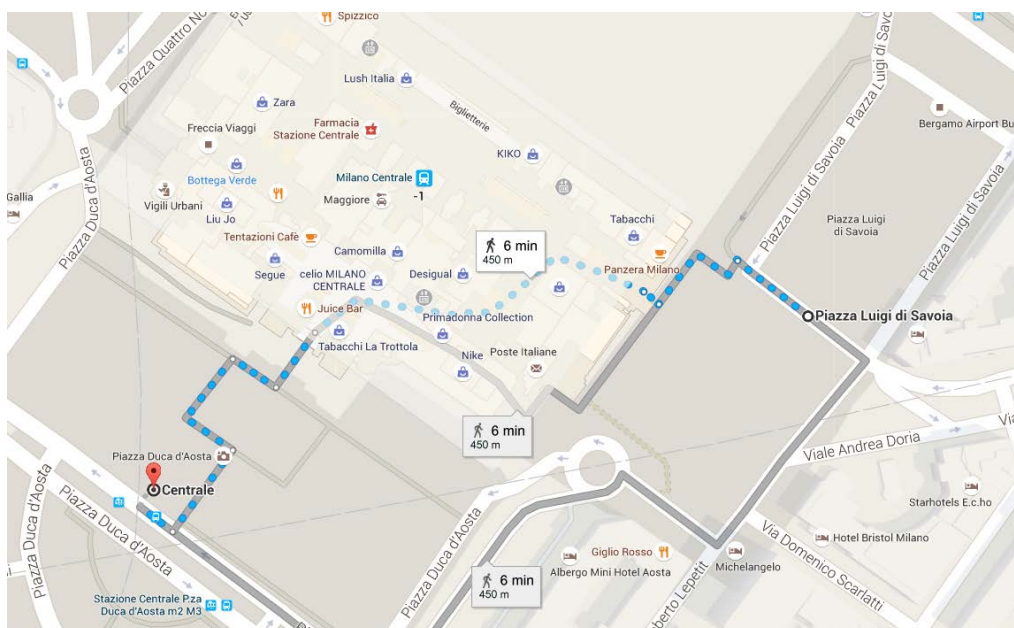 Spizzico
Piazza Quattro No
Piazza Luigi di Savo
Lush Italia
Zara
Biglietterie
Piazza Luigi di Savoia
Freccia Viaggi
Farmacia
Stazione Centrale
Bergamo Airport Bu
KIKO
Gallia
Bottega Verde
Milano Centrale
-1
Vigili Urbani
Maggiore
Liu Jo
Tabacchi
Piazza Luigi
di Savoia
Piazza Luigi di Savoia
Piazza Duca d'Aosta
Tentazioni Cafè
6 min
450 m
Camomilla
Segue
celio MILANO
CENTRALE
Desigual
Panzera Milano
Juice Bar
Primadonna Collection
Piazza Luigi di Savoia
Tabacchi La Trottola
Nike
Poste Italiane
6 min
450 m
Viale Andrea Doria
Via
Piazza Duca d'Aosta
Centrale
Starhotels E.c.ho
Piazza Duca d'Aosta
Piazza Duca d'Aosta
Piazza Duca d'Aosta
Hotel Bristol Milano
Via Domenico Scarlatti
Giglio Rosso
Michelangelo
Albergo Mini Hotel Aosta
6 min
450 m
oberto Lepetit
Stazione Centrale P.za
Duca d'Aosta m2 M3